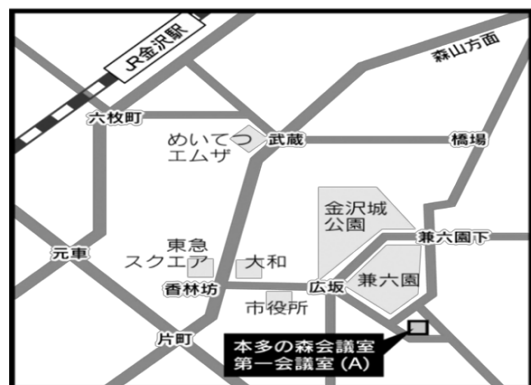 JR金沢駅
森山方面
六枚町
めいてつ
エムザ
武蔵
橋場
金沢城
公園
兼六園下
元車
東急
スクエア
大和
兼六園
香林坊
広坂
市役所
片町
本多の森会議室
第一会議室(A)